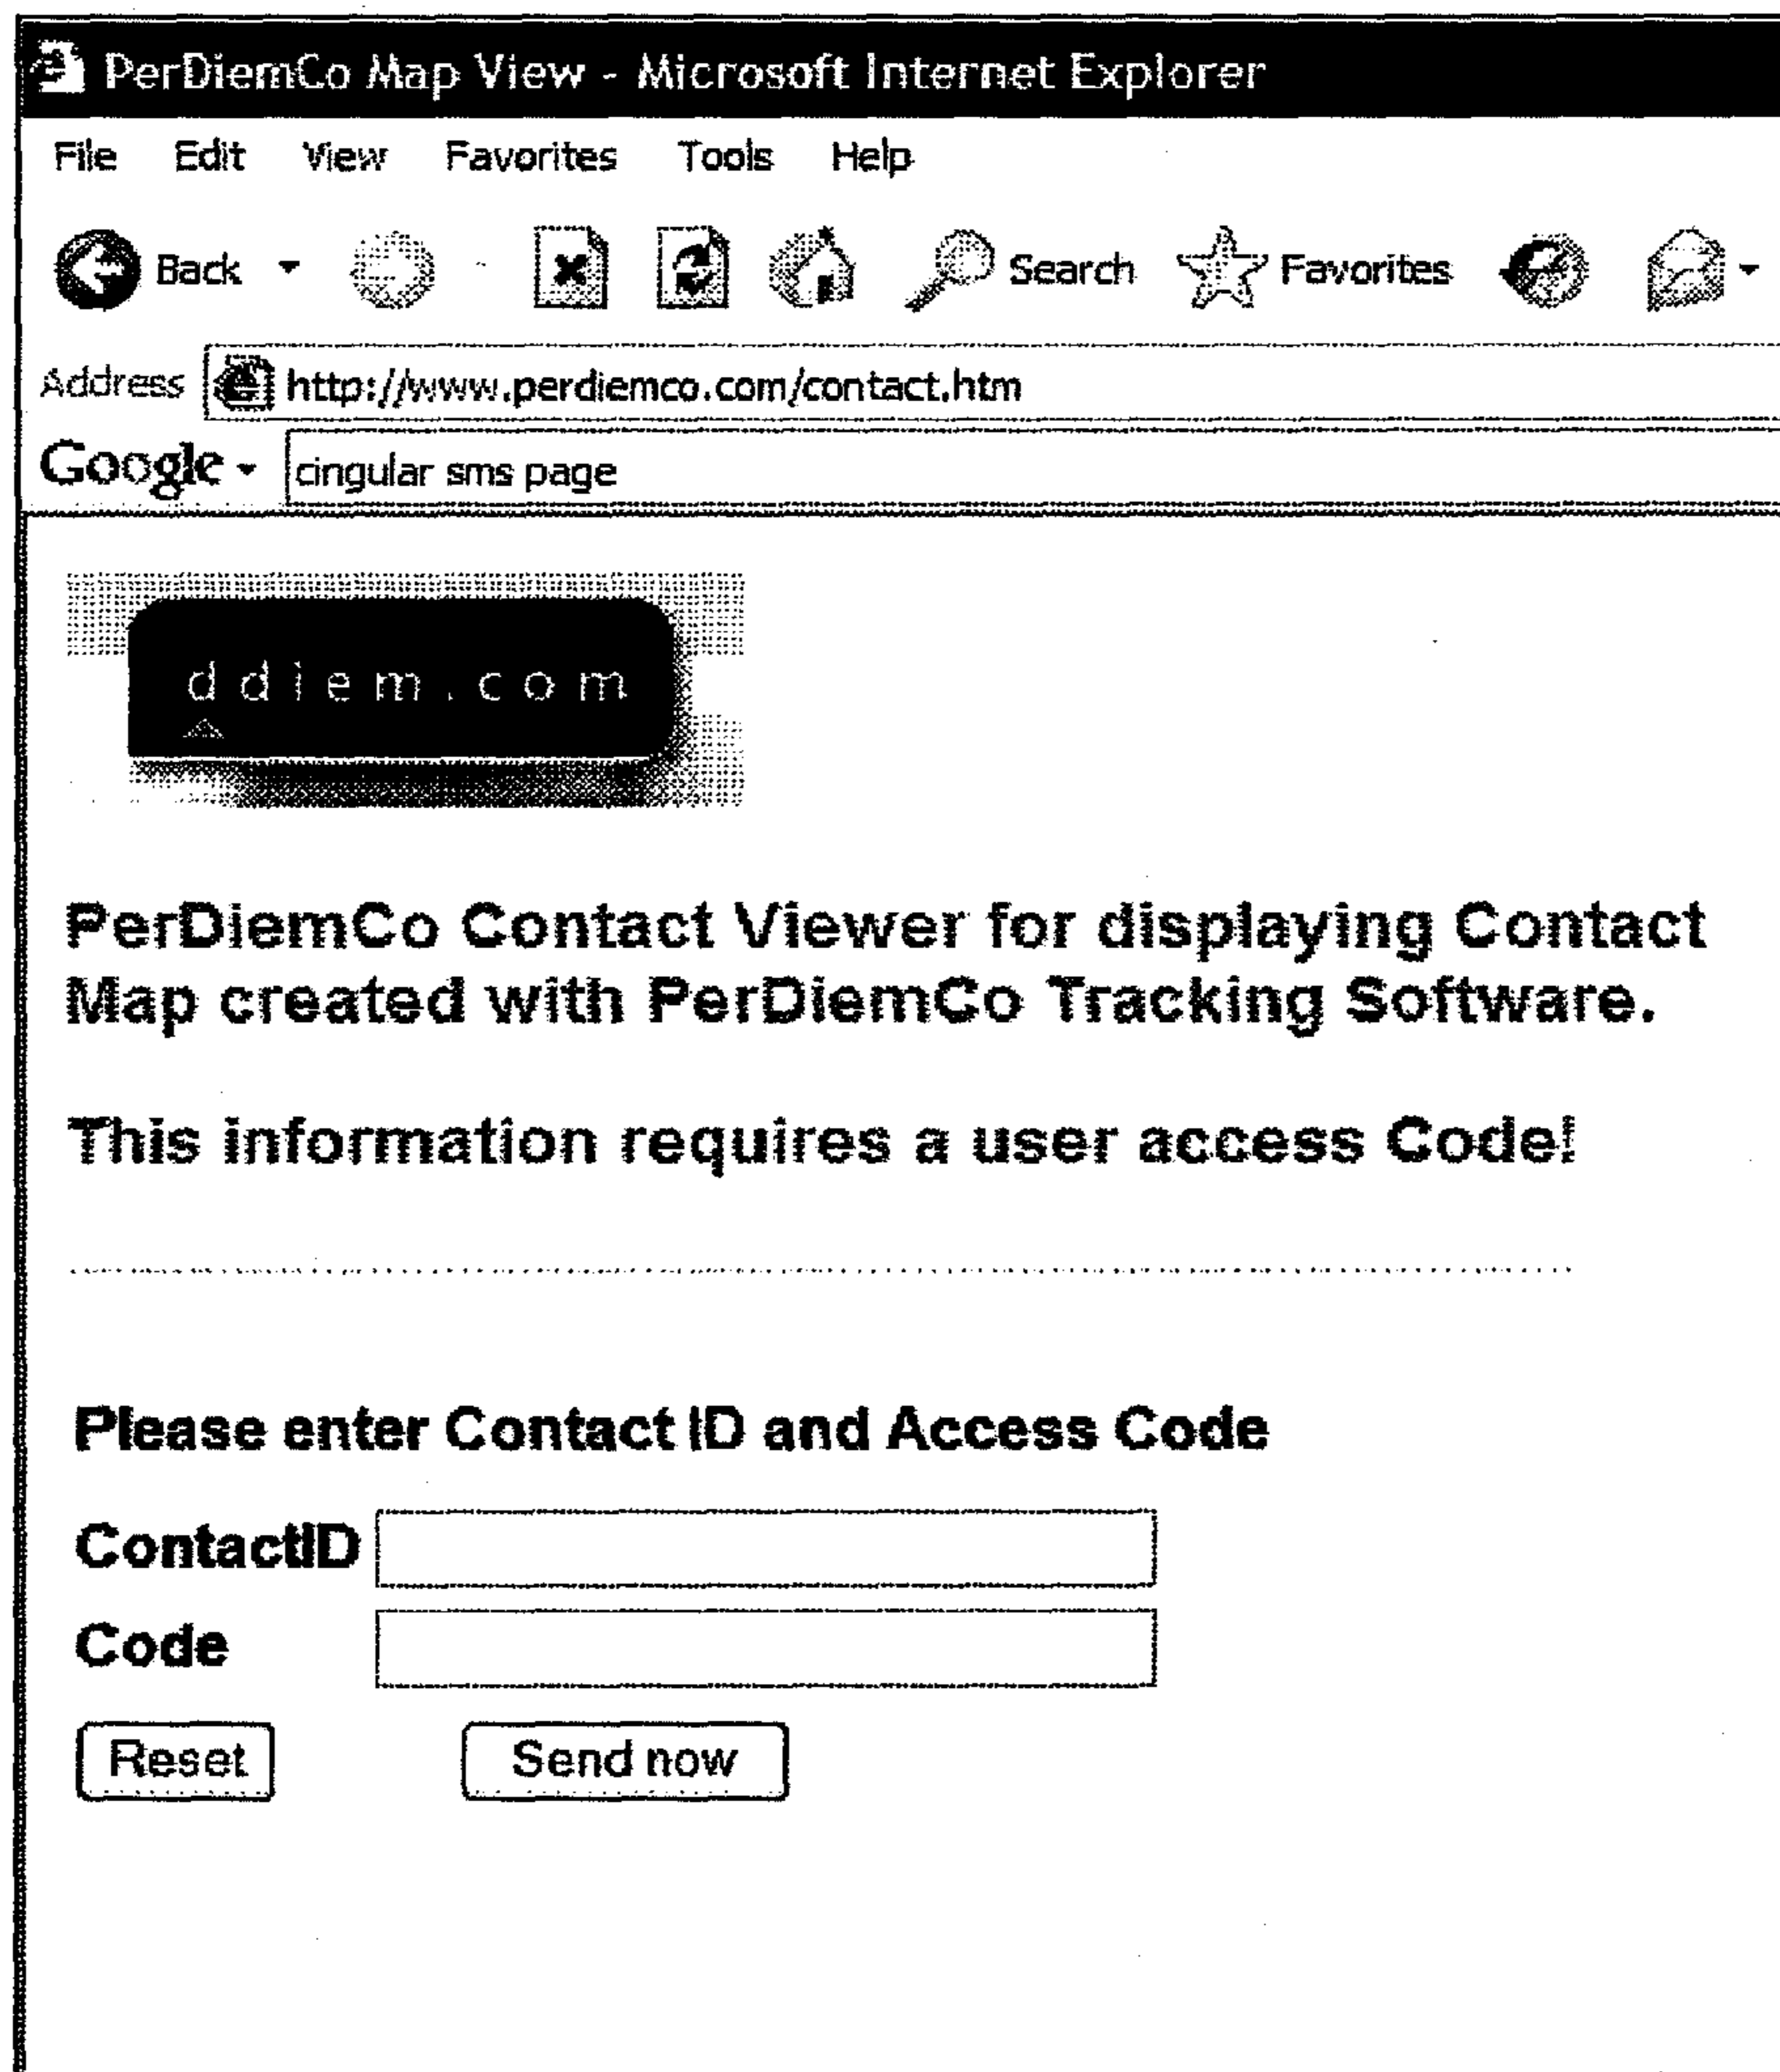 PerDiemCo Map View - Microsoft Internet Explorer
File Edit View Favorites Tools Help
Back Search Favorites
Address http://www.perdiemco.com/contact.htm
Google cingular sms page
ddiem.com
PerDiemCo Contact Viewer for displaying Contact
Map created with PerDiemCo Tracking Software.
This information requires a user access Code!
Please enter Contact ID and Access Code
ContactID
Code
Reset Send now